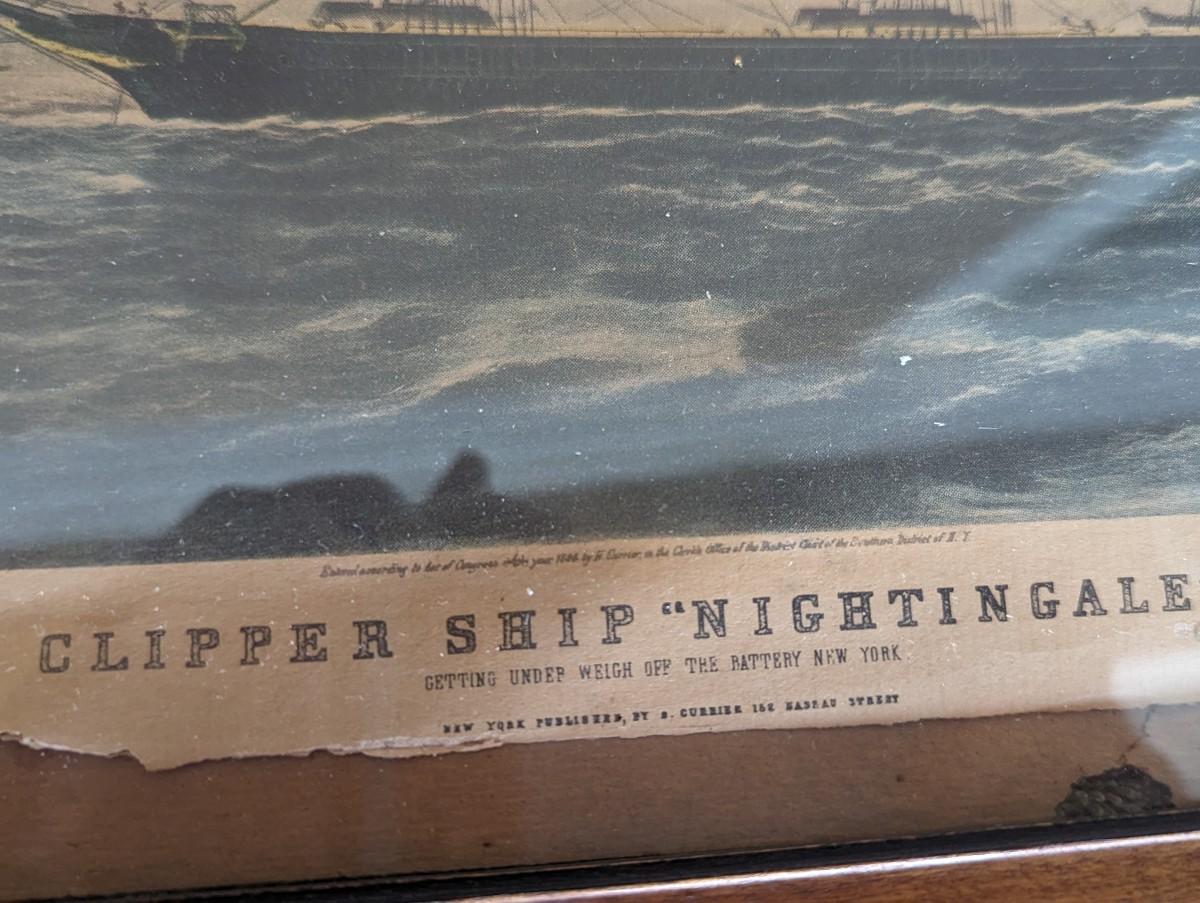 Entered according to Act of Congress in the year 1854 by N Currier, in the Clerk's Office of the District Court of the Southern District of N. Y.
CLIPPER SHIP "NIGHTINGALE
GETTING UNDER WEIGH OFF THE BATTERY NEW YORK
NEW YORK PUBLISHED, BY N. CURRIER 152 NASSAU STREET